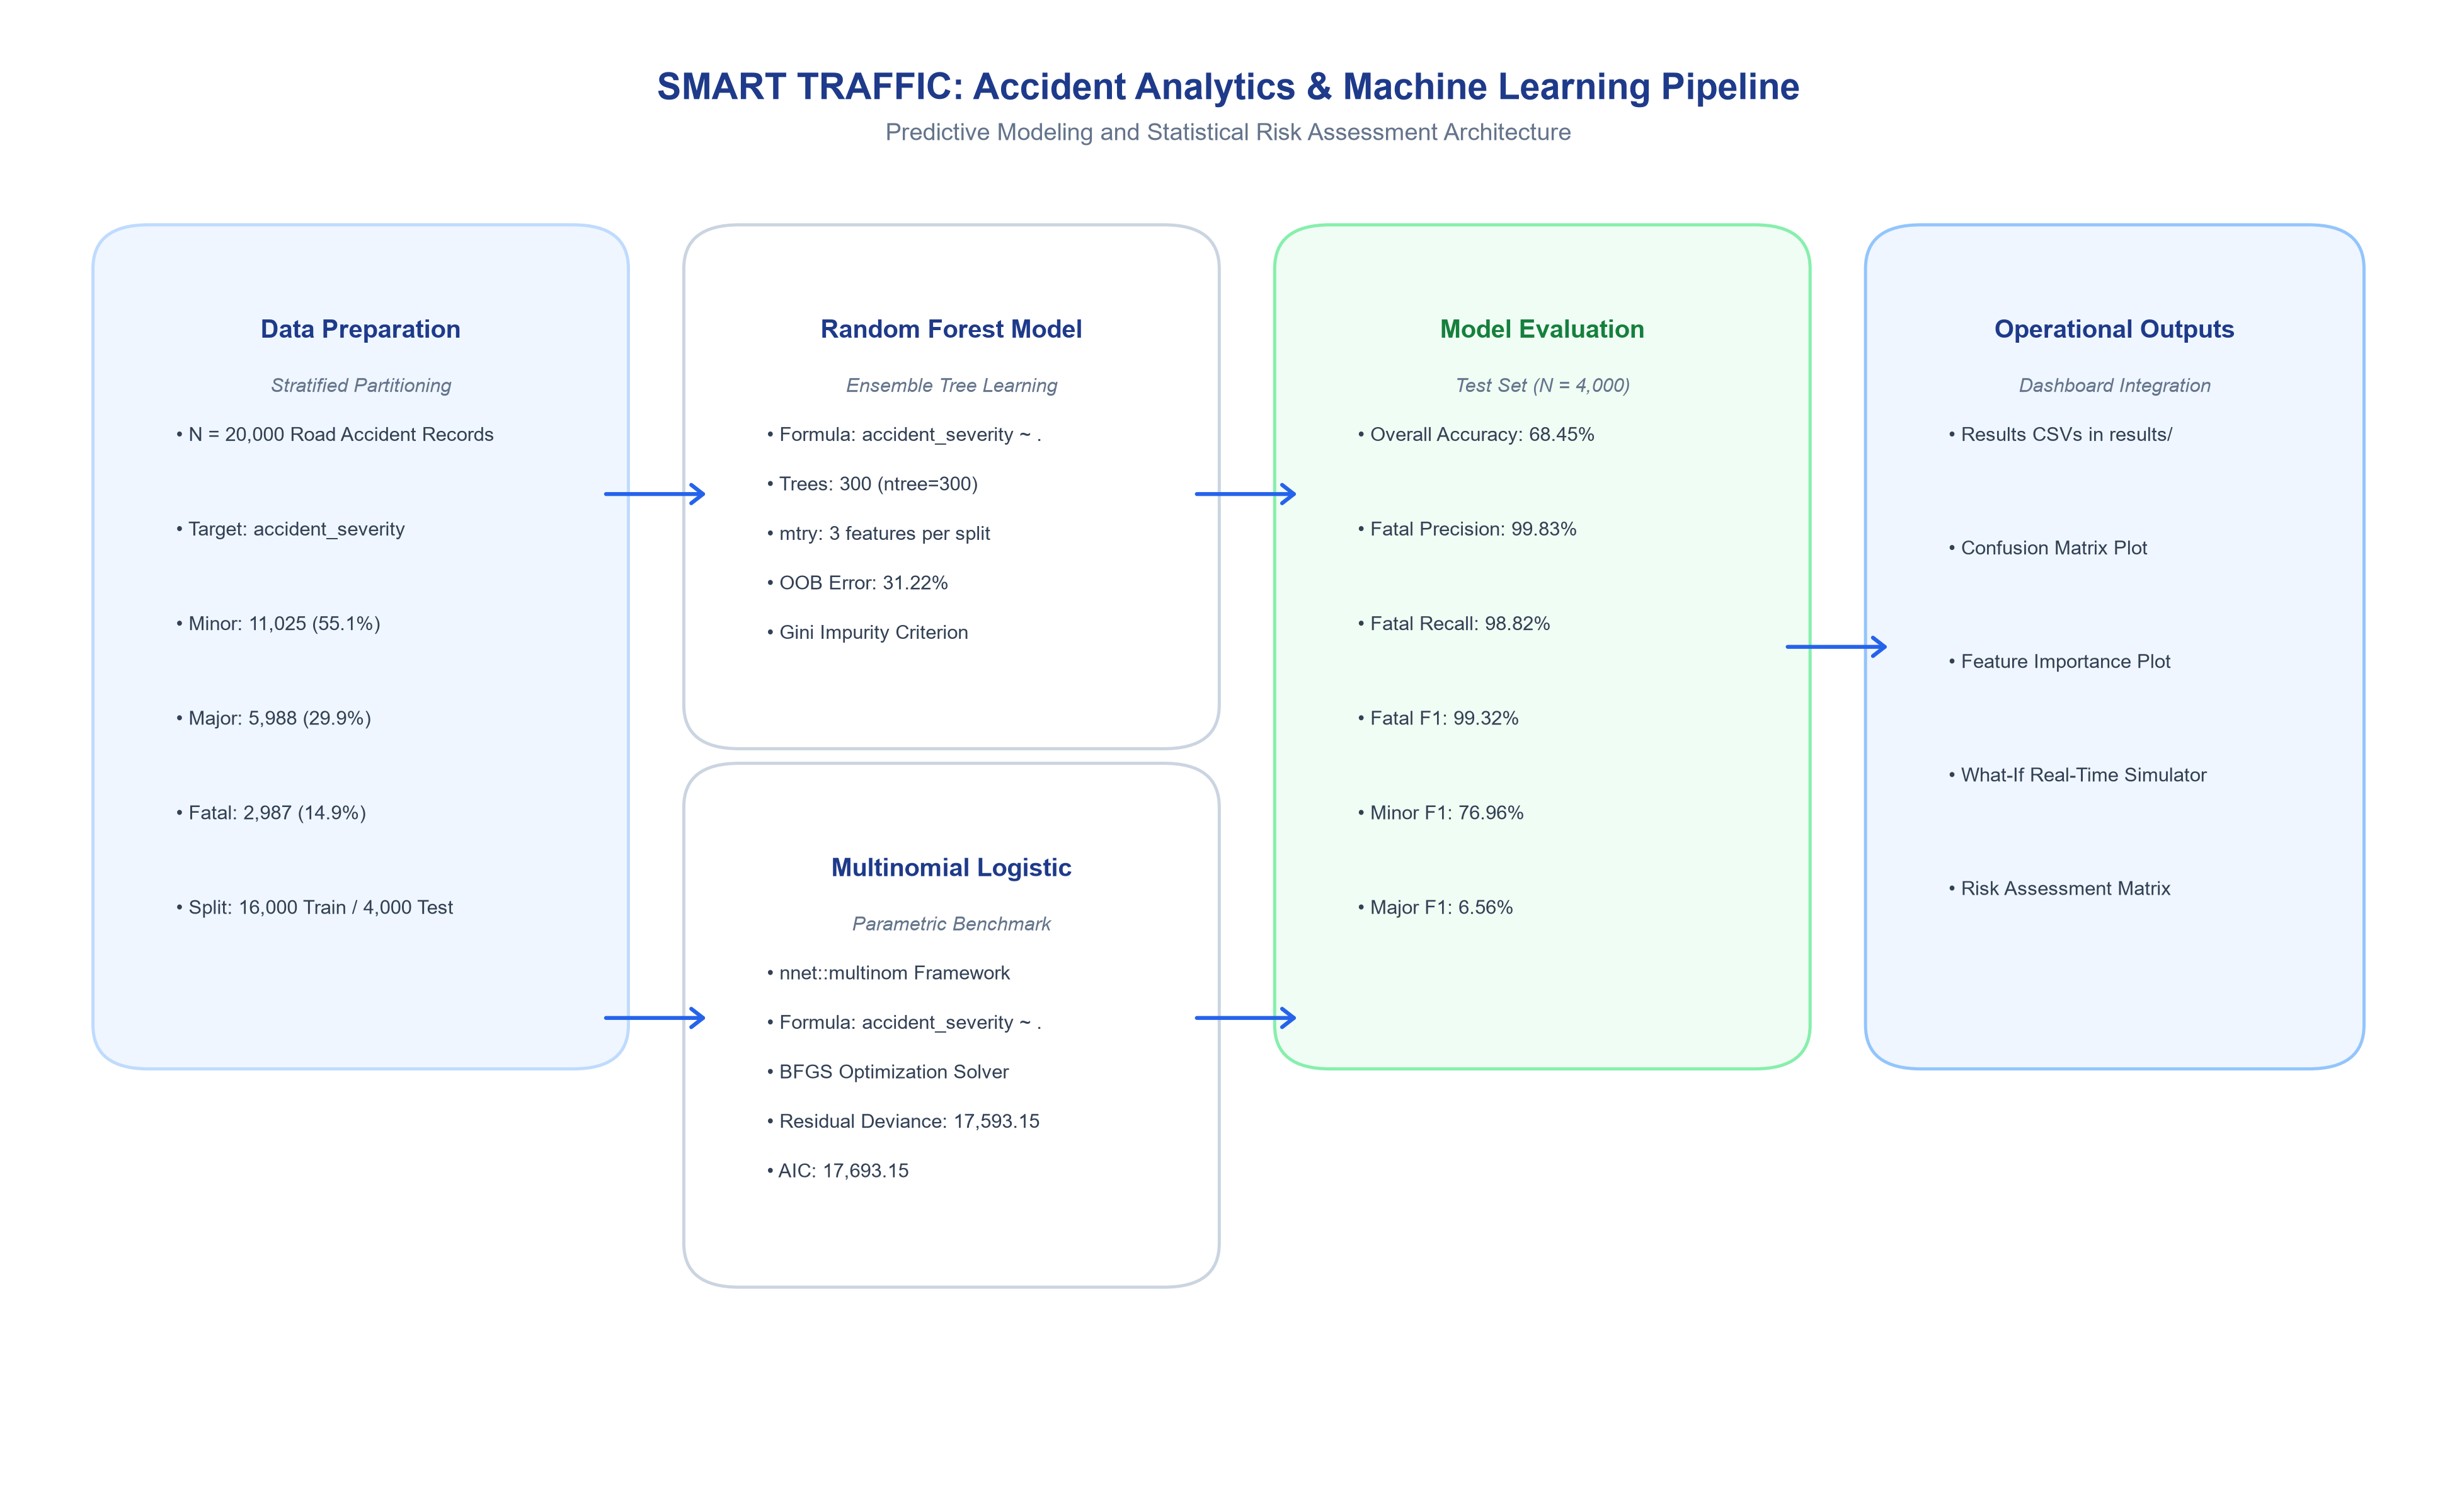 SMART TRAFFIC: Accident Analytics & Machine Learning Pipeline
Predictive Modeling and Statistical Risk Assessment Architecture
Data Preparation
Stratified Partitioning
• N = 20,000 Road Accident Records
• Target: accident_severity
• Minor: 11,025 (55.1%)
• Major: 5,988 (29.9%)
• Fatal: 2,987 (14.9%)
• Split: 16,000 Train / 4,000 Test
Random Forest Model
Ensemble Tree Learning
• Formula: accident_severity ~ .
• Trees: 300 (ntree=300)
• mtry: 3 features per split
• OOB Error: 31.22%
• Gini Impurity Criterion
Multinomial Logistic
Parametric Benchmark
• nnet::multinom Framework
• Formula: accident_severity ~ .
• BFGS Optimization Solver
• Residual Deviance: 17,593.15
• AIC: 17,693.15
Model Evaluation
Test Set (N = 4,000)
• Overall Accuracy: 68.45%
• Fatal Precision: 99.83%
• Fatal Recall: 98.82%
• Fatal F1: 99.32%
• Minor F1: 76.96%
• Major F1: 6.56%
Operational Outputs
Dashboard Integration
• Results CSVs in results/
• Confusion Matrix Plot
• Feature Importance Plot
• What-If Real-Time Simulator
• Risk Assessment Matrix